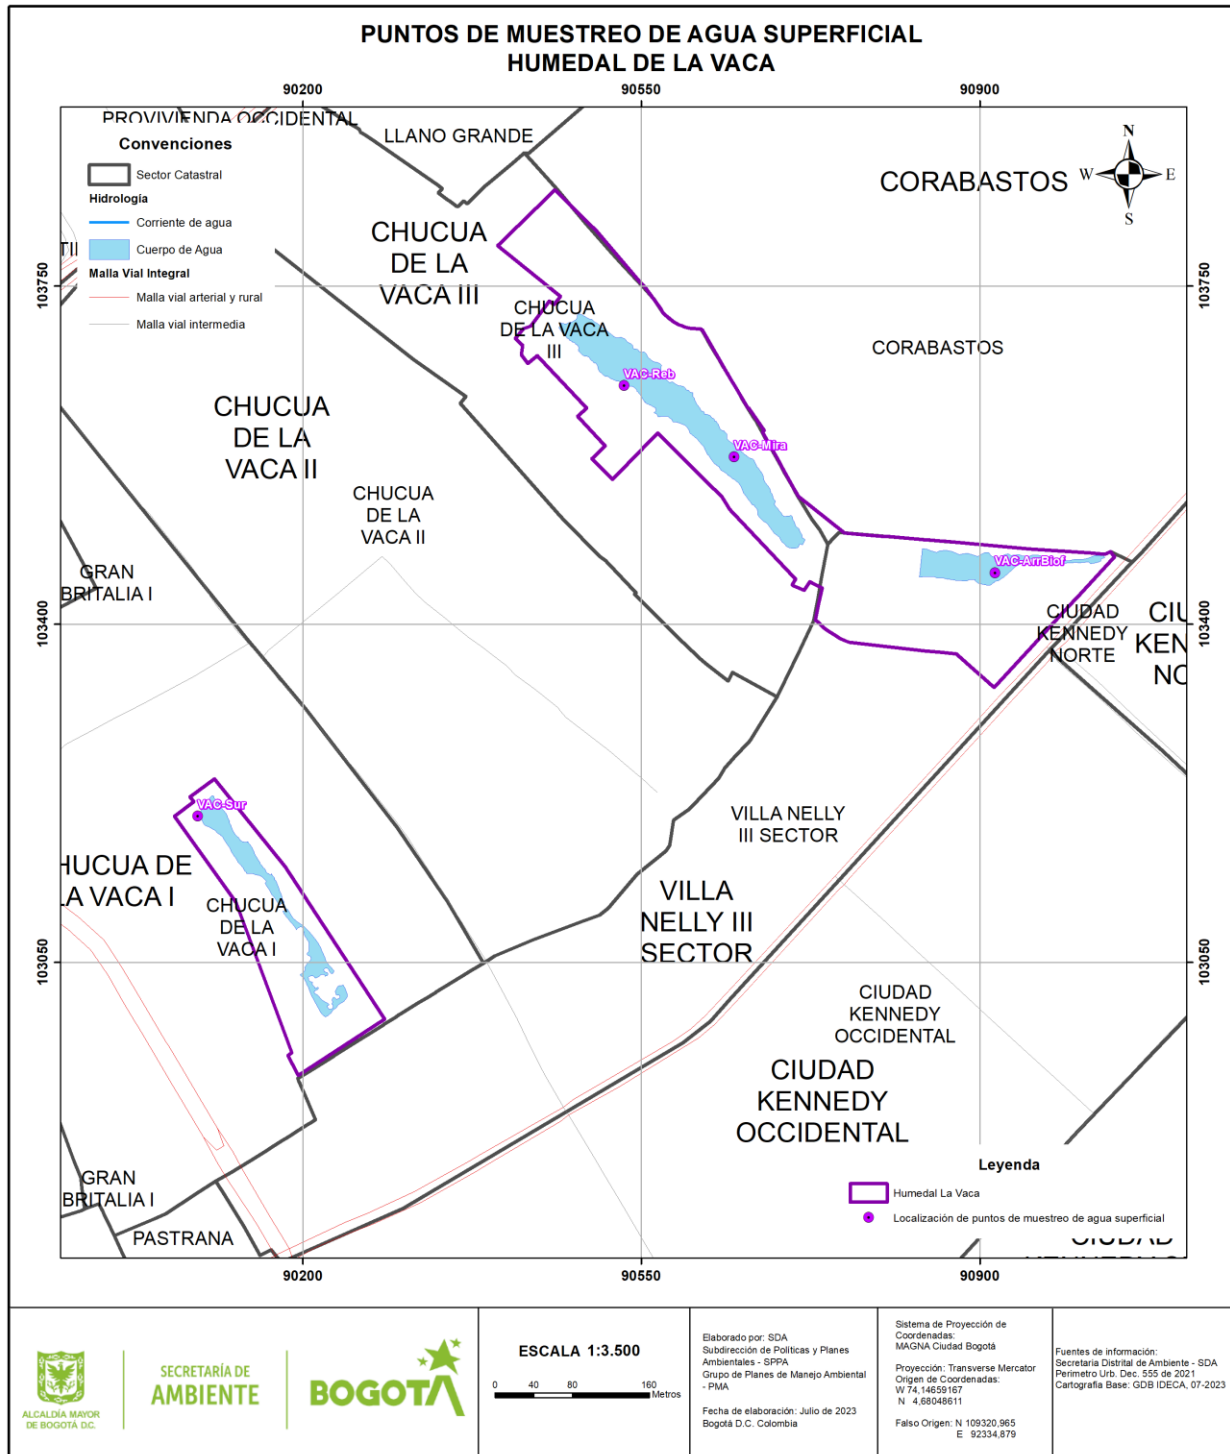 PUNTOS DE MUESTREO DE AGUA SUPERFICIAL
HUMEDAL DE LA VACA
90200
90550
90900
PROVIVIENDA OCCIDENTAL
LLANO GRANDE
Convenciones
Sector Catastral
Hidrología
Corriente de agua
Cuerpo de Agua
Malla Vial Integral
Malla vial arterial y rural
Malla vial intermedia
N
W
E
S
CORABASTOS
CHUCUA
DE LA
VACA III
103750
103750
CHUCUA
DE LA VACA
III
CORABASTOS
VAC-Reb
CHUCUA
DE LA
VACA II
VAC-Mira
CHUCUA
DE LA
VACA II
VAC-ArrBiof
GRAN
BRITALIA I
103400
103400
CIUDAD
KENNEDY
NORTE
CIU
KEN
NO
VAC-Sur
VILLA NELLY
III SECTOR
HUCUA DE
LA VACA I
CHUCUA
DE LA
VACA I
VILLA
NELLY III
SECTOR
103050
103050
CIUDAD
KENNEDY
OCCIDENTAL
CIUDAD
KENNEDY
OCCIDENTAL
GRAN
BRITALIA I
PASTRANA
Leyenda
Humedal La Vaca
Localización de puntos de muestreo de agua superficial
CIUDAD
90200
90550
90900
ALCALDÍA MAYOR
DE BOGOTÁ D.C.
SECRETARÍA DE
AMBIENTE
BOGOTÁ
ESCALA 1:3.500
0 40 80 160
Metros
Elaborado por: SDA
Subdirección de Políticas y Planes
Ambientales - SPPA
Grupo de Planes de Manejo Ambiental
- PMA
Fecha de elaboración: Julio de 2023
Bogotá D.C. Colombia
Sistema de Proyección de
Coordenadas:
MAGNA Ciudad Bogotá
Proyección: Transverse Mercator
Origen de Coordenadas:
W 74,14659167
N 4,68048611
Falso Origen: N 109320,965
E 92334,879
Fuentes de información:
Secretaria Distrital de Ambiente - SDA
Perimetro Urb. Dec. 555 de 2021
Cartografía Base: GDB IDECA, 07-2023